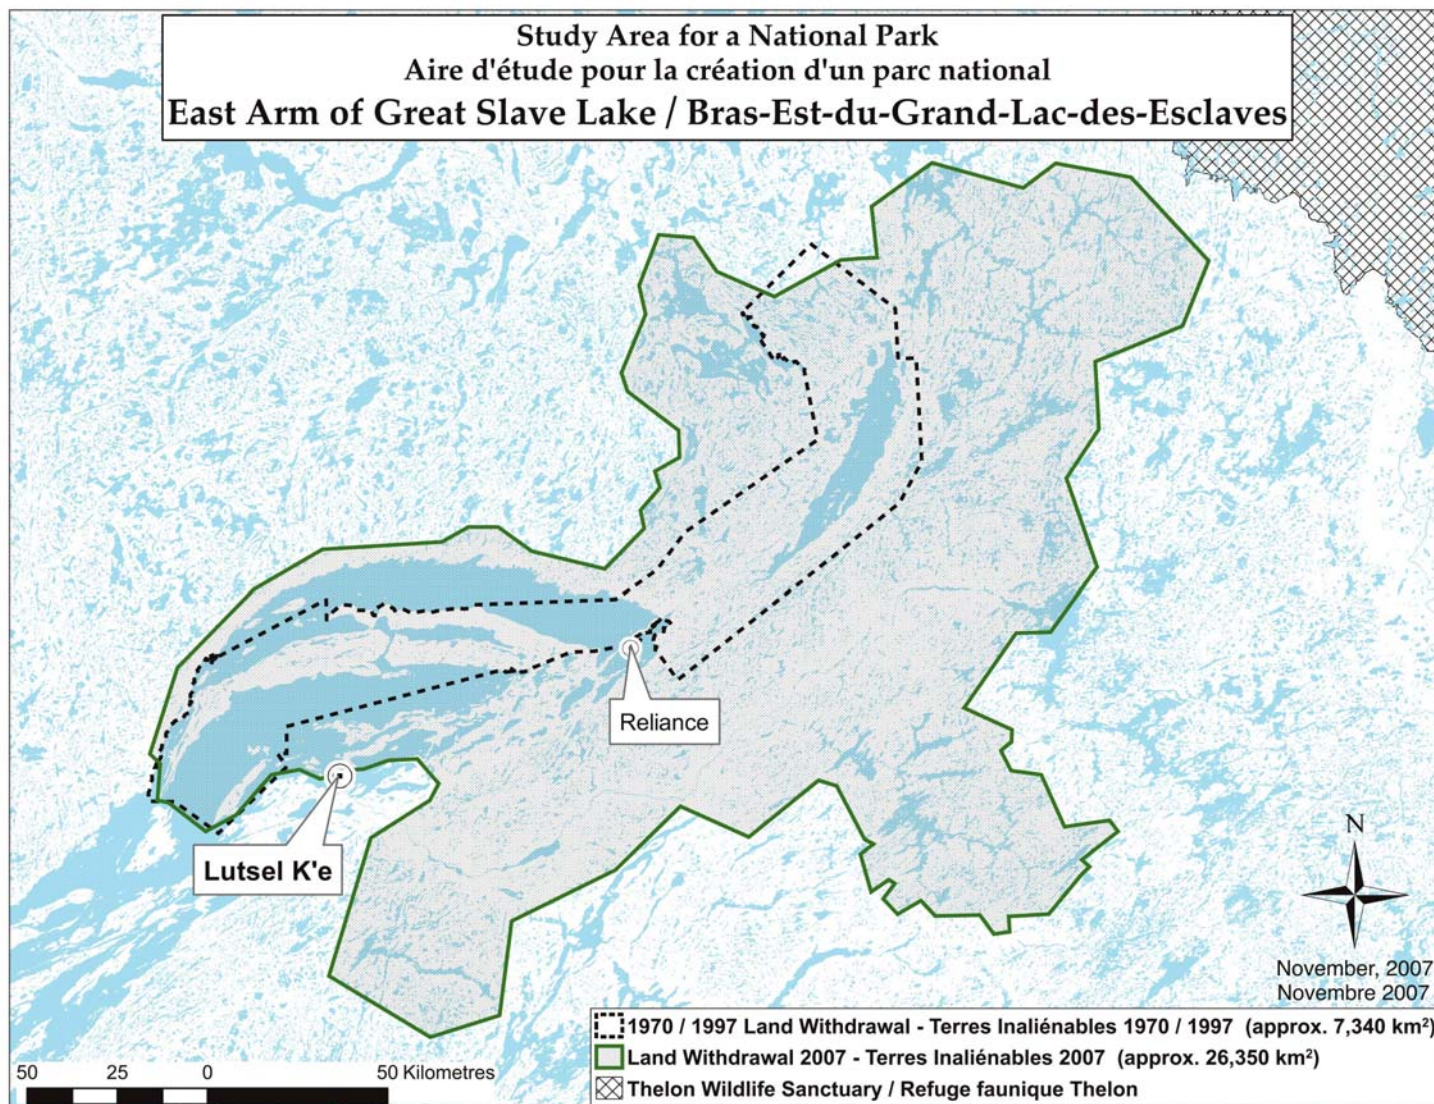 Study Area for a National Park
Aire d'étude pour la création d'un parc national
East Arm of Great Slave Lake / Bras-Est-du-Grand-Lac-des-Esclaves
Reliance
Lutsel K'e
N
November, 2007
Novembre 2007
1970 / 1997 Land Withdrawal - Terres Inaliénables 1970 / 1997 (approx. 7,340 km²)
Land Withdrawal 2007 - Terres Inaliénables 2007 (approx. 26,350 km²)
Thelon Wildlife Sanctuary / Refuge faunique Thelon
50 25 0 50 Kilometres